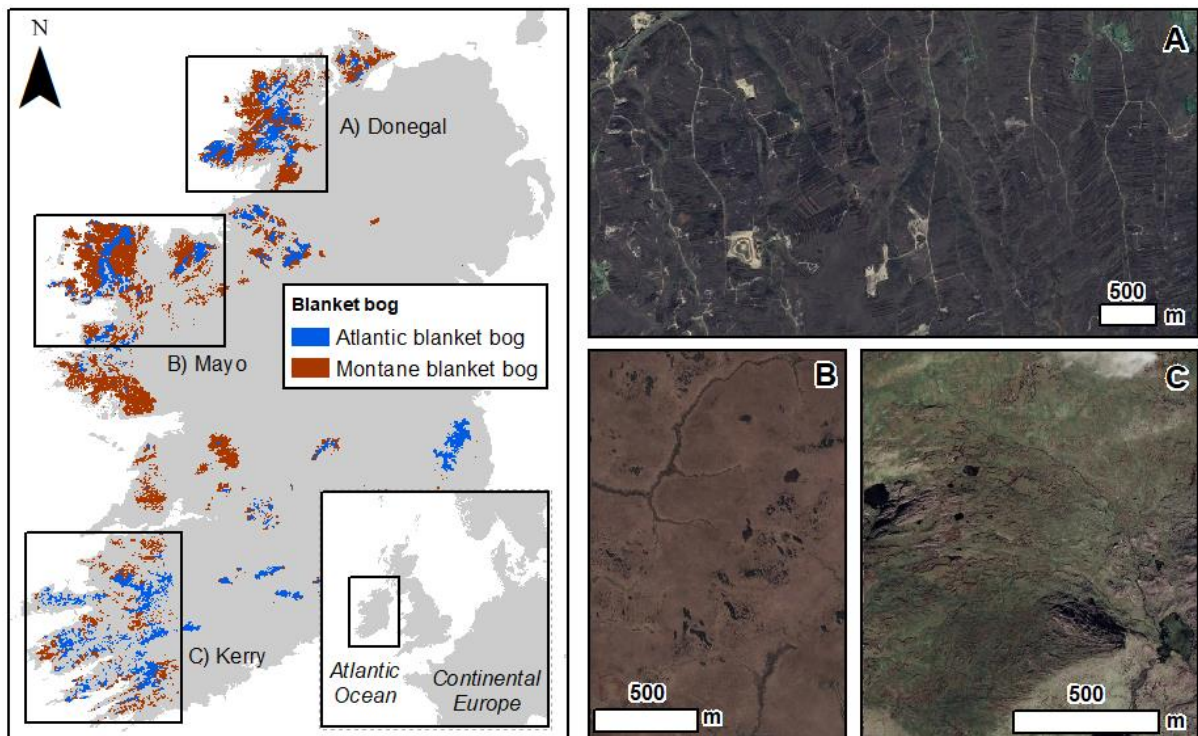 N
A) Donegal
B) Mayo
C) Kerry
Blanket bog
Atlantic blanket bog
Montane blanket bog
Atlantic
Ocean
Continental
Europe
A
500
m
B
500
m
C
500
m